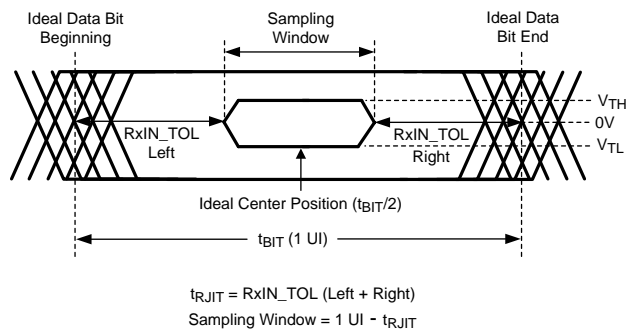 Ideal Data Bit
Beginning
Sampling
Window
Ideal Data
Bit End
RxIN_TOL
Left
RxIN_TOL
Right
VTH
0V
VTL
Ideal Center Position (tBIT/2)
tBIT (1 UI)
tRJIT = RxIN_TOL (Left + Right)
Sampling Window = 1 UI - tRJIT